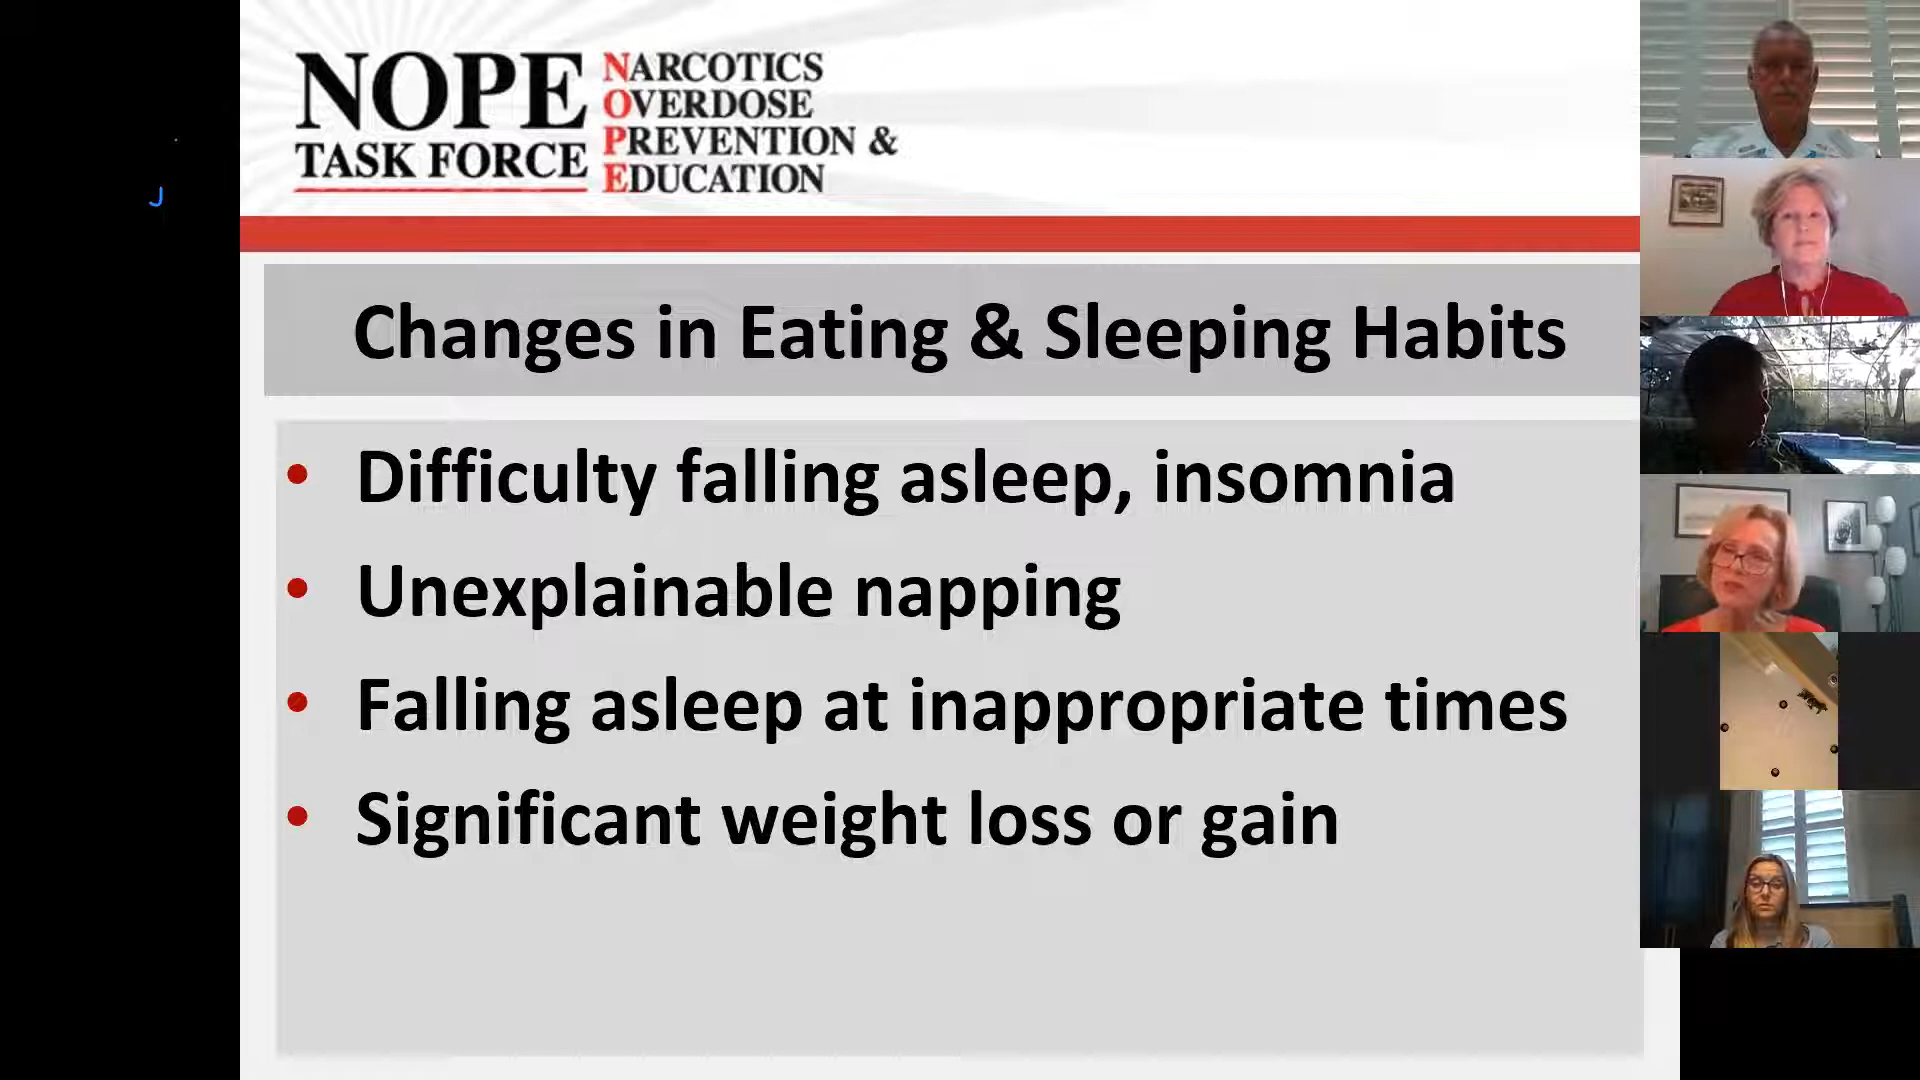 NOPE
TASK FORCE
NARCOTICS
OVERDOSE
PREVENTION &
EDUCATION
J
Changes in Eating & Sleeping Habits
• Difficulty falling asleep, insomnia
• Unexplainable napping
• Falling asleep at inappropriate times
• Significant weight loss or gain